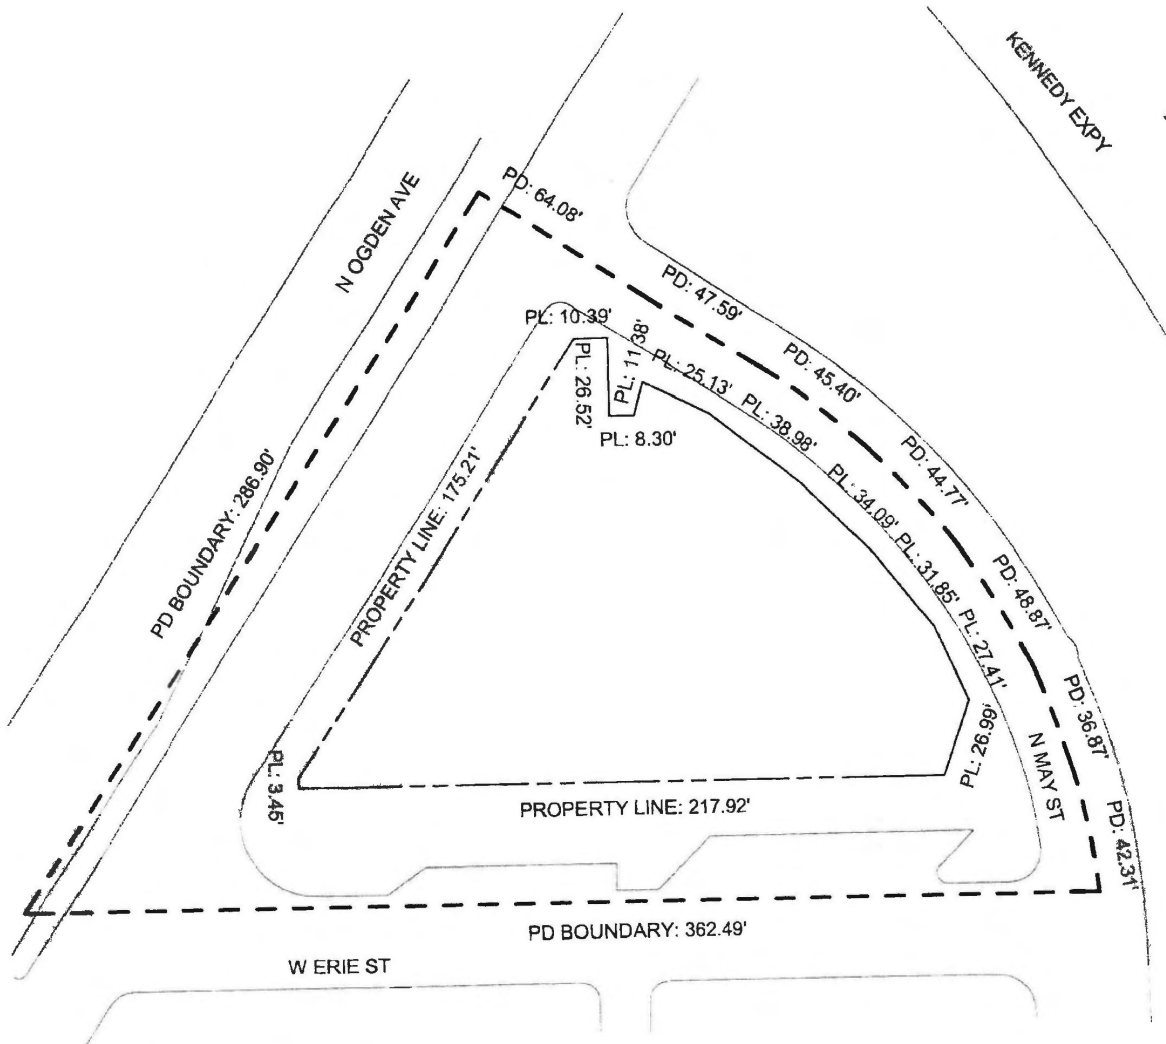 KENNEDY EXPY
PD: 64.08'
N OGDEN AVE
PD: 47.59'
PL: 10.39'
PL: 11.38'
PL: 26.52'
PL: 25.13'
PD: 45.40'
PL: 8.30'
PL: 38.98'
PD: 44.77'
PROPERTY LINE: 175.21'
PD BOUNDARY: 286.90'
PL: 34.09'
PL: 31.85'
PD: 48.87'
PL: 27.41'
PD: 36.87'
PL: 26.99'
N MAY ST
PL: 3.45'
PROPERTY LINE: 217.92'
PD: 42.31'
PD BOUNDARY: 362.49'
W ERIE ST